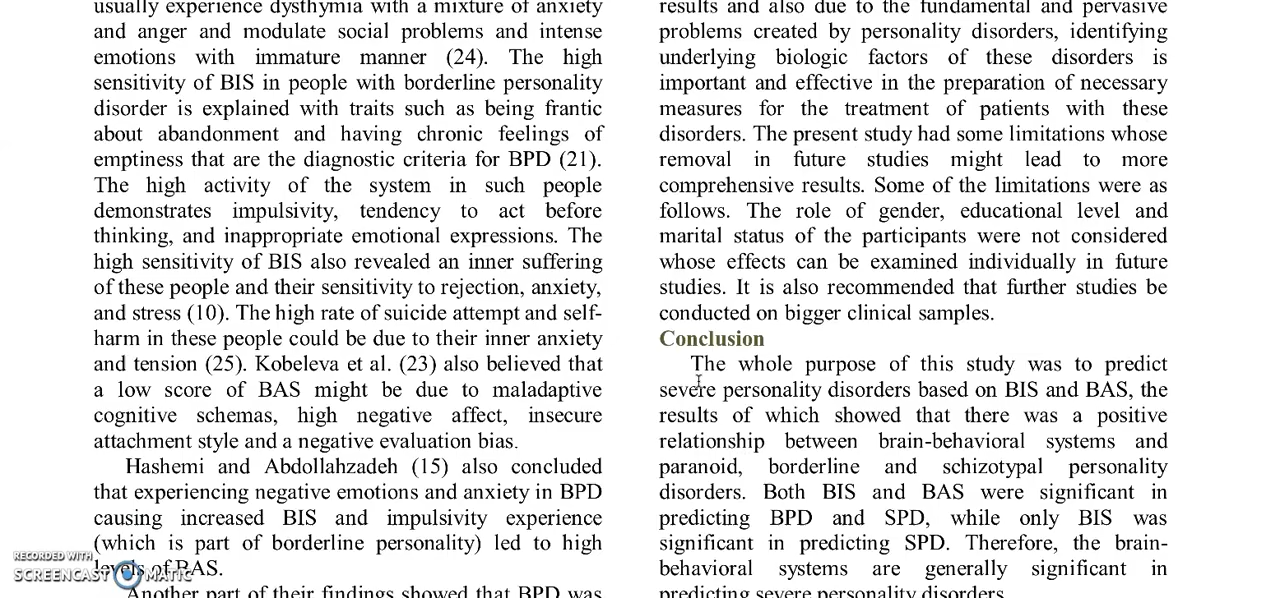 usually experience dysthymia with a mixture of anxiety
and anger and modulate social problems and intense
emotions with immature manner (24). The high
sensitivity of BIS in people with borderline personality
disorder is explained with traits such as being frantic
about abandonment and having chronic feelings of
emptiness that are the diagnostic criteria for BPD (21).
The high activity of the system in such people
demonstrates impulsivity, tendency to act before
thinking, and inappropriate emotional expressions. The
high sensitivity of BIS also revealed an inner suffering
of these people and their sensitivity to rejection, anxiety,
and stress (10). The high rate of suicide attempt and self-
harm in these people could be due to their inner anxiety
and tension (25). Kobeleva et al. (23) also believed that
a low score of BAS might be due to maladaptive
cognitive schemas, high negative affect, insecure
attachment style and a negative evaluation bias.
Hashemi and Abdollahzadeh (15) also concluded
that experiencing negative emotions and anxiety in BPD
causing increased BIS and impulsivity experience
(which is part of borderline personality) led to high
levels of BAS.
Another part of their findings showed that BPD was
results and also due to the fundamental and pervasive
problems created by personality disorders, identifying
underlying biologic factors of these disorders is
important and effective in the preparation of necessary
measures for the treatment of patients with these
disorders. The present study had some limitations whose
removal in future studies might lead to more
comprehensive results. Some of the limitations were as
follows. The role of gender, educational level and
marital status of the participants were not considered
whose effects can be examined individually in future
studies. It is also recommended that further studies be
conducted on bigger clinical samples.
Conclusion
The whole purpose of this study was to predict
severe personality disorders based on BIS and BAS, the
results of which showed that there was a positive
relationship between brain-behavioral systems and
paranoid, borderline and schizotypal personality
disorders. Both BIS and BAS were significant in
predicting BPD and SPD, while only BIS was
significant in predicting SPD. Therefore, the brain-
behavioral systems are generally significant in
predicting severe personality disorders.
RECORDED WITH
SCREENCAST MATIC